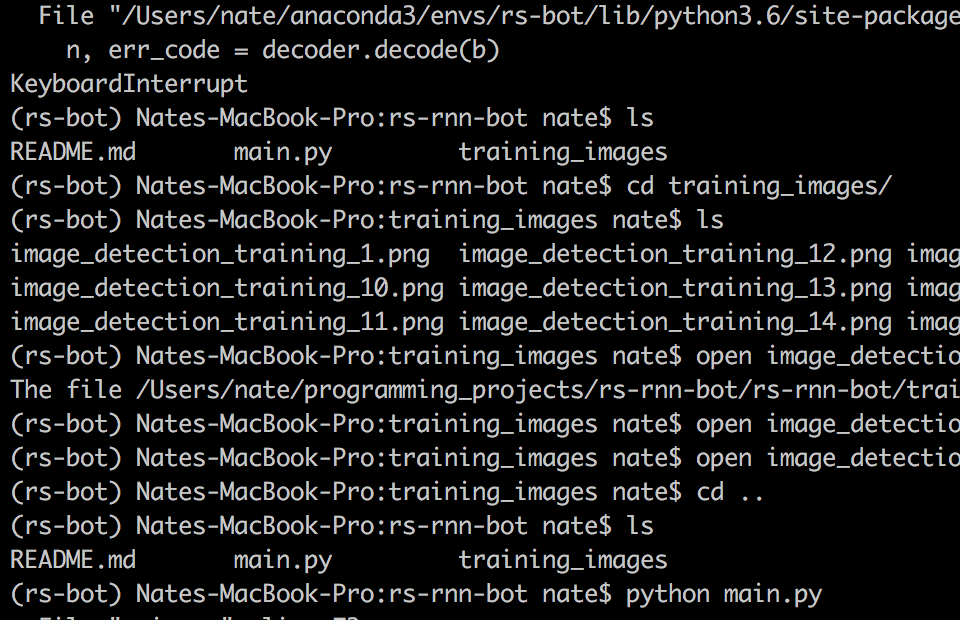 File "/Users/nate/anaconda3/envs/rs-bot/lib/python3.6/site-package
n, err_code = decoder.decode(b)
KeyboardInterrupt
(rs-bot) Nates-MacBook-Pro:rs-rnn-bot nate$ ls
README.md main.py training_images
(rs-bot) Nates-MacBook-Pro:rs-rnn-bot nate$ cd training_images/
(rs-bot) Nates-MacBook-Pro:training_images nate$ ls
image_detection_training_1.png image_detection_training_12.png imag
image_detection_training_10.png image_detection_training_13.png imag
image_detection_training_11.png image_detection_training_14.png imag
(rs-bot) Nates-MacBook-Pro:training_images nate$ open image_detectio
The file /Users/nate/programming_projects/rs-rnn-bot/rs-rnn-bot/trai
(rs-bot) Nates-MacBook-Pro:training_images nate$ open image_detectio
(rs-bot) Nates-MacBook-Pro:training_images nate$ open image_detectio
(rs-bot) Nates-MacBook-Pro:training_images nate$ cd ..
(rs-bot) Nates-MacBook-Pro:rs-rnn-bot nate$ ls
README.md main.py training_images
(rs-bot) Nates-MacBook-Pro:rs-rnn-bot nate$ python main.py